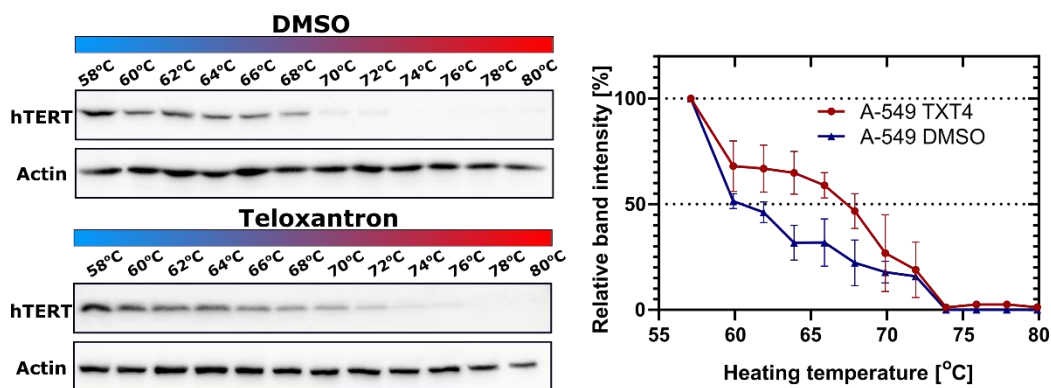 DMSO
58°C 60°C 62°C 64°C 66°C 68°C 70°C 72°C 74°C 76°C 78°C 80°C
hTERT
Actin
Teloxantron
58°C 60°C 62°C 64°C 66°C 68°C 70°C 72°C 74°C 76°C 78°C 80°C
hTERT
Actin
Relative band intensity [%]
100
50
0
A-549 TXT4
A-549 DMSO
55 60 65 70 75 80
Heating temperature [°C]